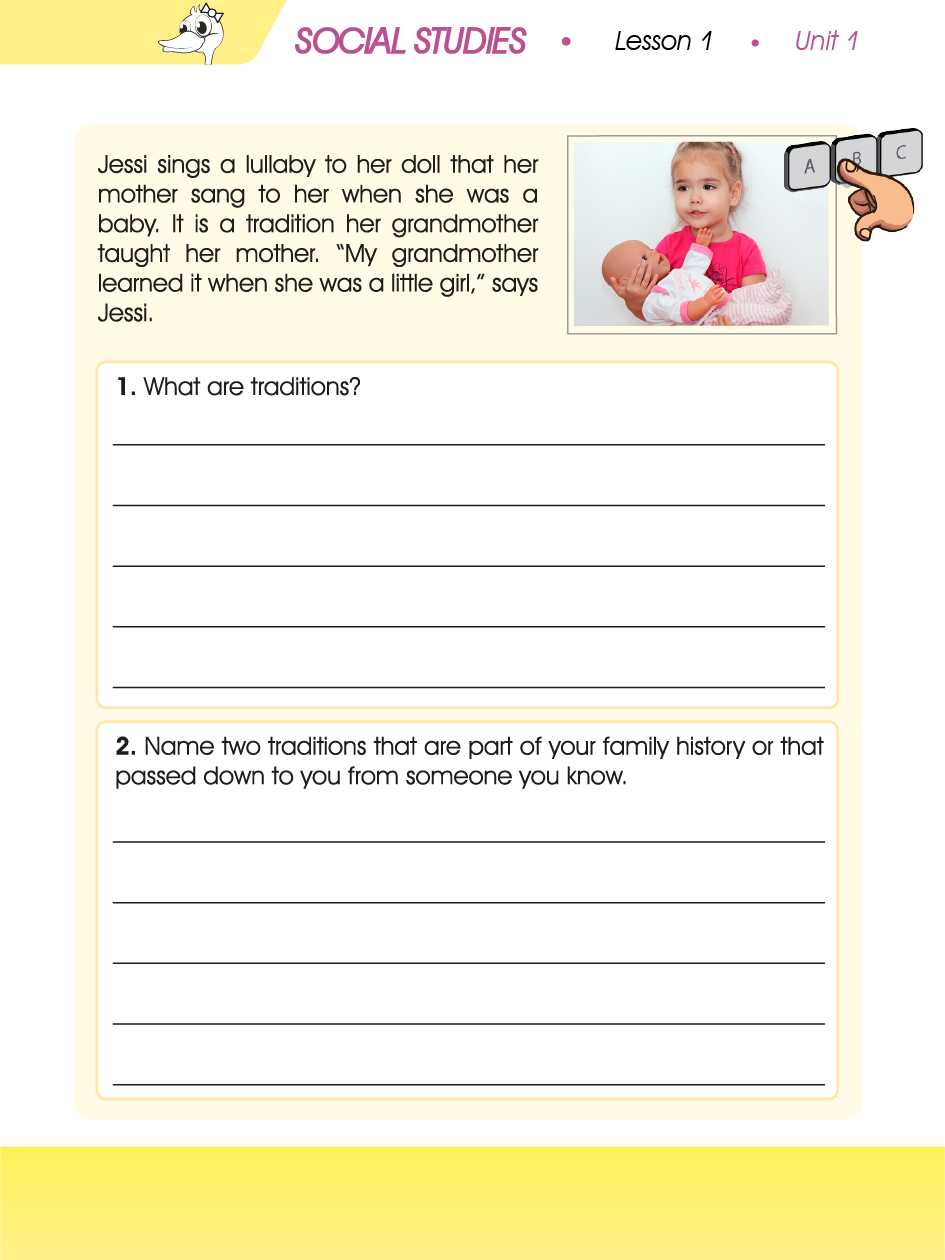 SOCIAL STUDIES • Lesson 1 • Unit 1
Jessi sings a lullaby to her doll that her
mother sang to her when she was a
baby. It is a tradition her grandmother
taught her mother. “My grandmother
learned it when she was a little girl,” says
Jessi.
A B C
1. What are traditions?
2. Name two traditions that are part of your family history or that
passed down to you from someone you know.